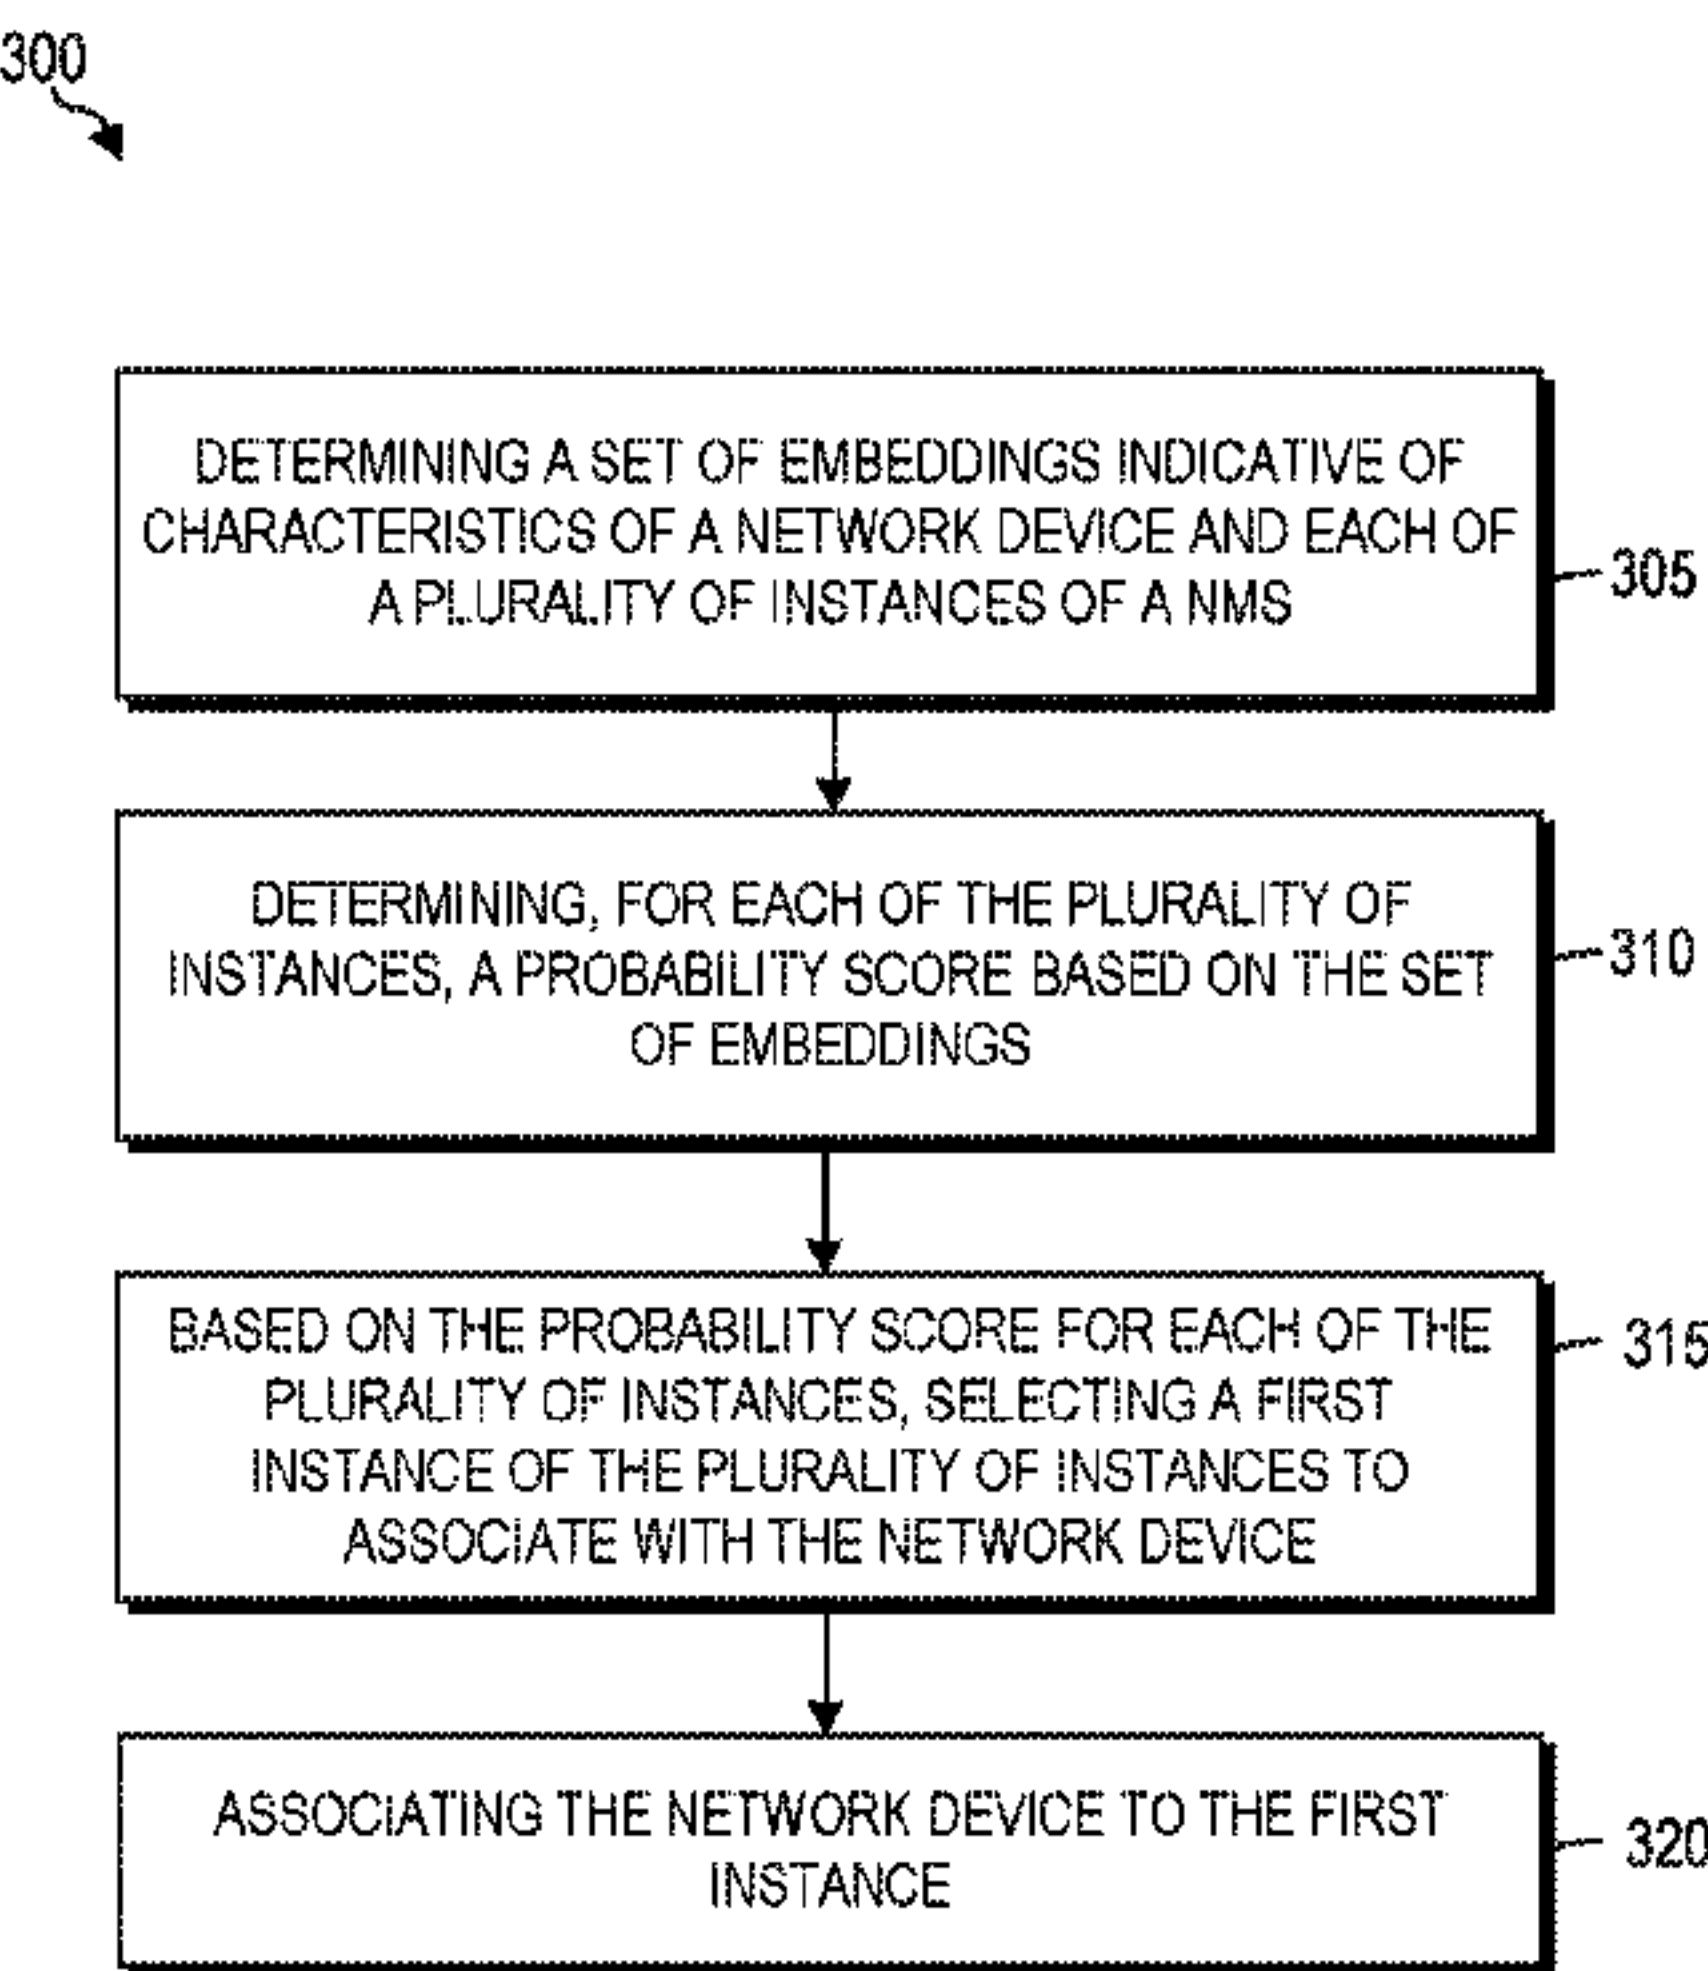 300
DETERMINING A SET OF EMBEDDINGS INDICATIVE OF
CHARACTERISTICS OF A NETWORK DEVICE AND EACH OF
A PLURALITY OF INSTANCES OF A NMS
305
DETERMINING, FOR EACH OF THE PLURALITY OF
INSTANCES, A PROBABILITY SCORE BASED ON THE SET
OF EMBEDDINGS
310
BASED ON THE PROBABILITY SCORE FOR EACH OF THE
PLURALITY OF INSTANCES, SELECTING A FIRST
INSTANCE OF THE PLURALITY OF INSTANCES TO
ASSOCIATE WITH THE NETWORK DEVICE
315
ASSOCIATING THE NETWORK DEVICE TO THE FIRST
INSTANCE
320